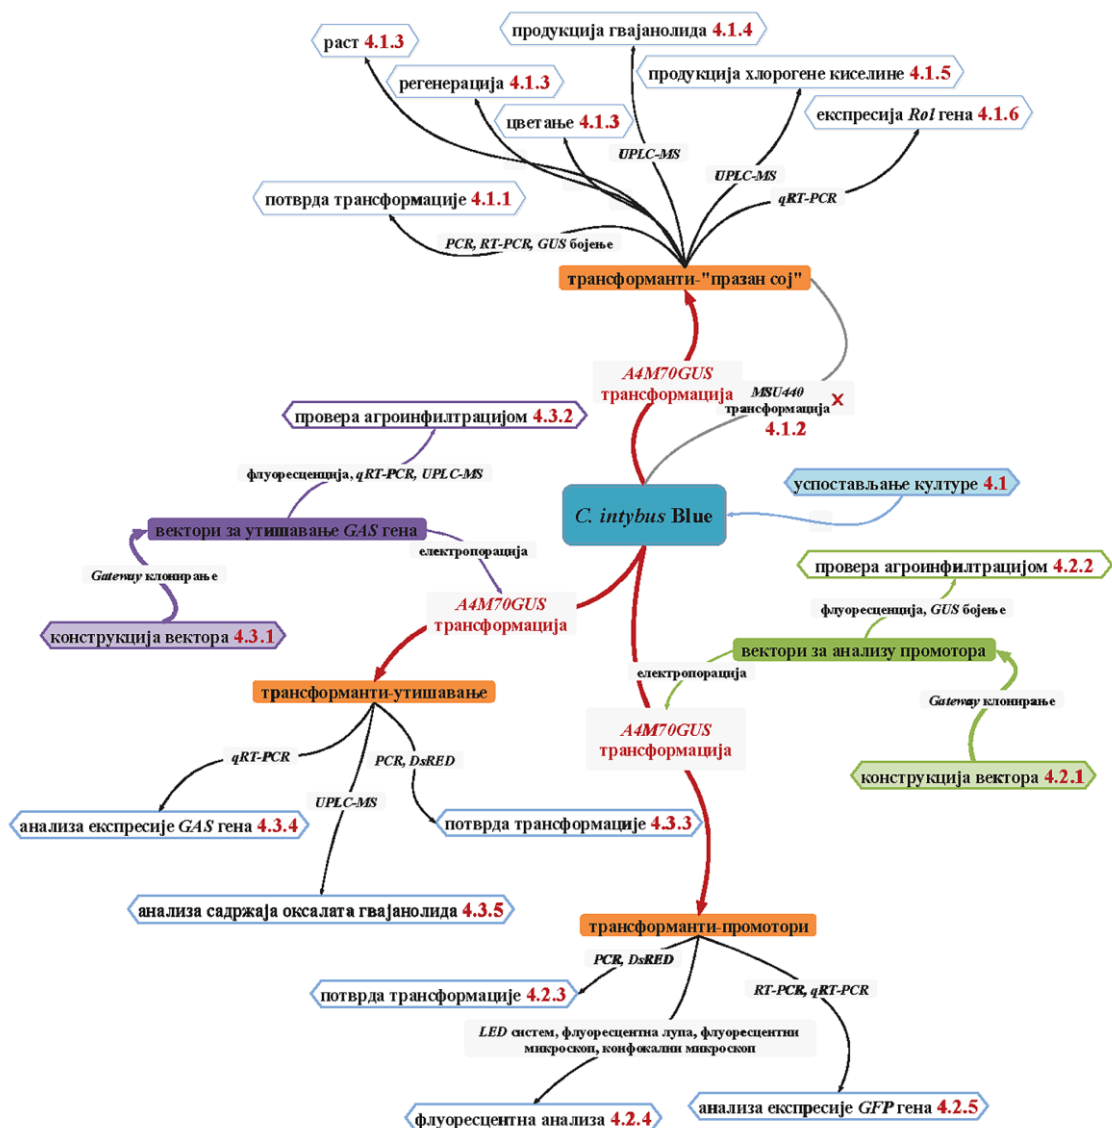 продукција гвајанолида 4.1.4
раст 4.1.3
продукција хлорогене киселине 4.1.5
регенерација 4.1.3
експресија Rol гена 4.1.6
цветање 4.1.3
UPLC-MS
UPLC-MS
qRT-PCR
потврда трансформације 4.1.1
PCR, RT-PCR, GUS бојење
трансформанти-"празан сој"
A4M70GUS
трансформација
MSU440
трансформација X
4.1.2
провера агроинфилтрацијом 4.3.2
флуоресценција, qRT-PCR, UPLC-MS
успостављање културе 4.1
C. intybus Blue
вектори за утишавање GAS гена
електропорација
Gateway клонирање
провера агроинфилтрацијом 4.2.2
флуоресценција, GUS бојење
A4M70GUS
трансформација
конструкција вектора 4.3.1
вектори за анализу промотора
електропорација
трансформанти-утишавање
Gateway клонирање
A4M70GUS
трансформација
qRT-PCR
PCR, DsRED
конструкција вектора 4.2.1
UPLC-MS
анализа експресије GAS гена 4.3.4
потврда трансформације 4.3.3
анализа садржаја оксалата гвајанолида 4.3.5
трансформанти-промотори
PCR, DsRED
потврда трансформације 4.2.3
RT-PCR, qRT-PCR
LED систем, флуоресцентна лупа, флуоресцентни
микроскоп, конфокални микроскоп
анализа експресије GFP гена 4.2.5
флуоресцентна анализа 4.2.4